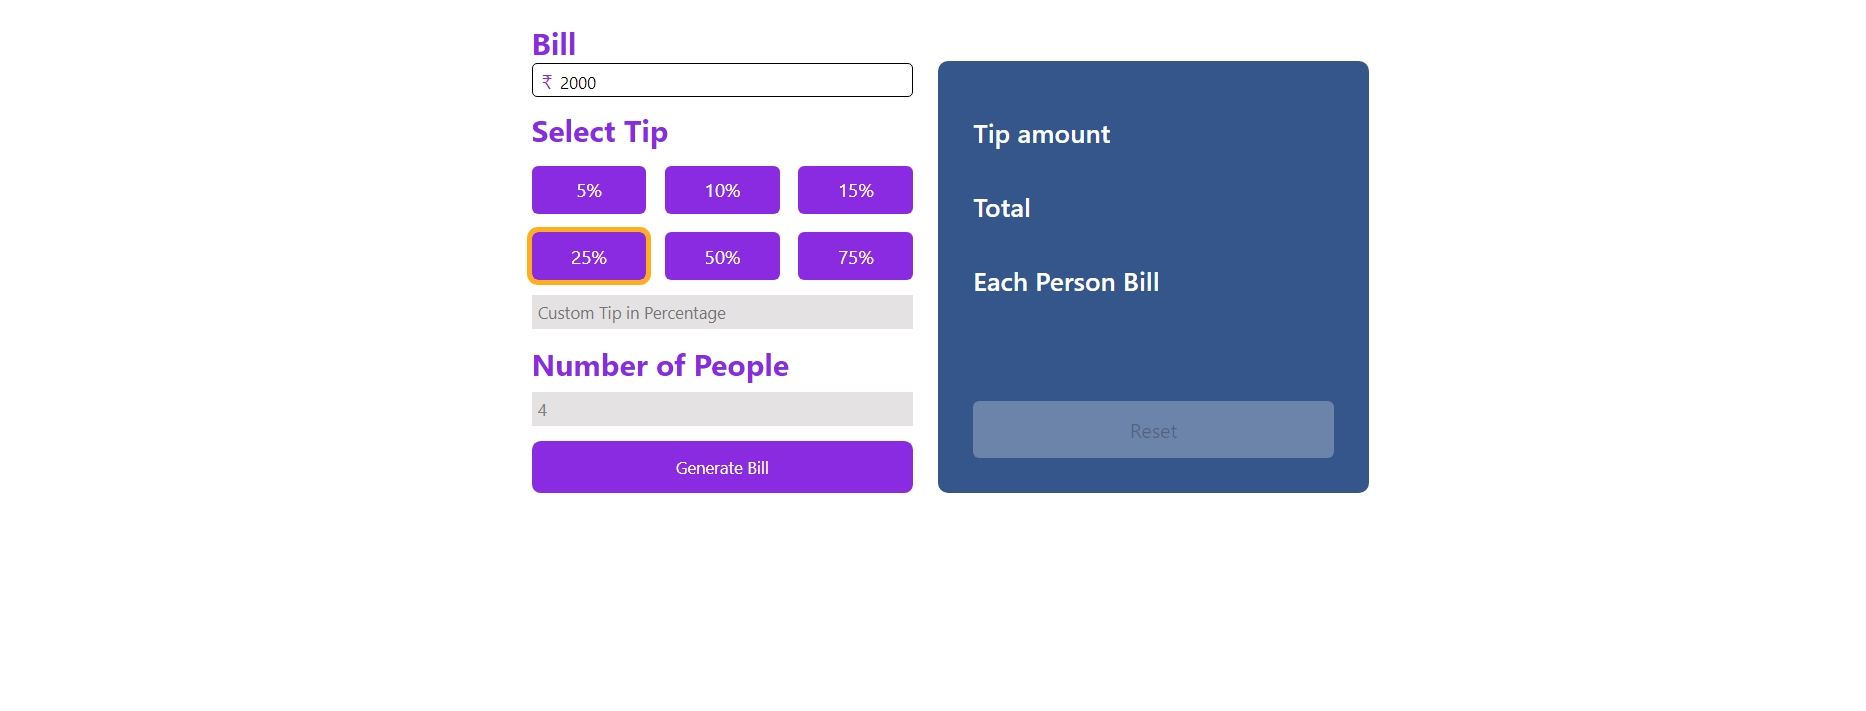 Bill
₹ 2000
Select Tip
5% 10% 15%
25% 50% 75%
Custom Tip in Percentage
Number of People
4
Generate Bill
Tip amount
Total
Each Person Bill
Reset